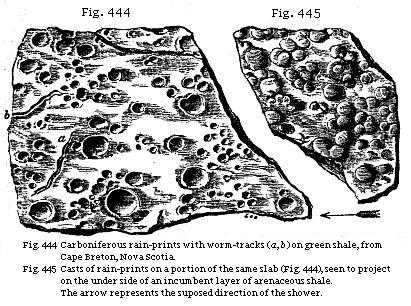 Fig. 444
Fig. 445
b
a
Fig. 444 Carboniferous rain-prints with worm-tracks (a, b) on green shale, from
Cape Breton, Nova Scotia.
Fig. 445 Casts of rain-prints on a portion of the same slab (Fig. 444), seen to project
on the under side of an incumbent layer of arenaceous shale.
The arrow represents the suposed direction of the shower.